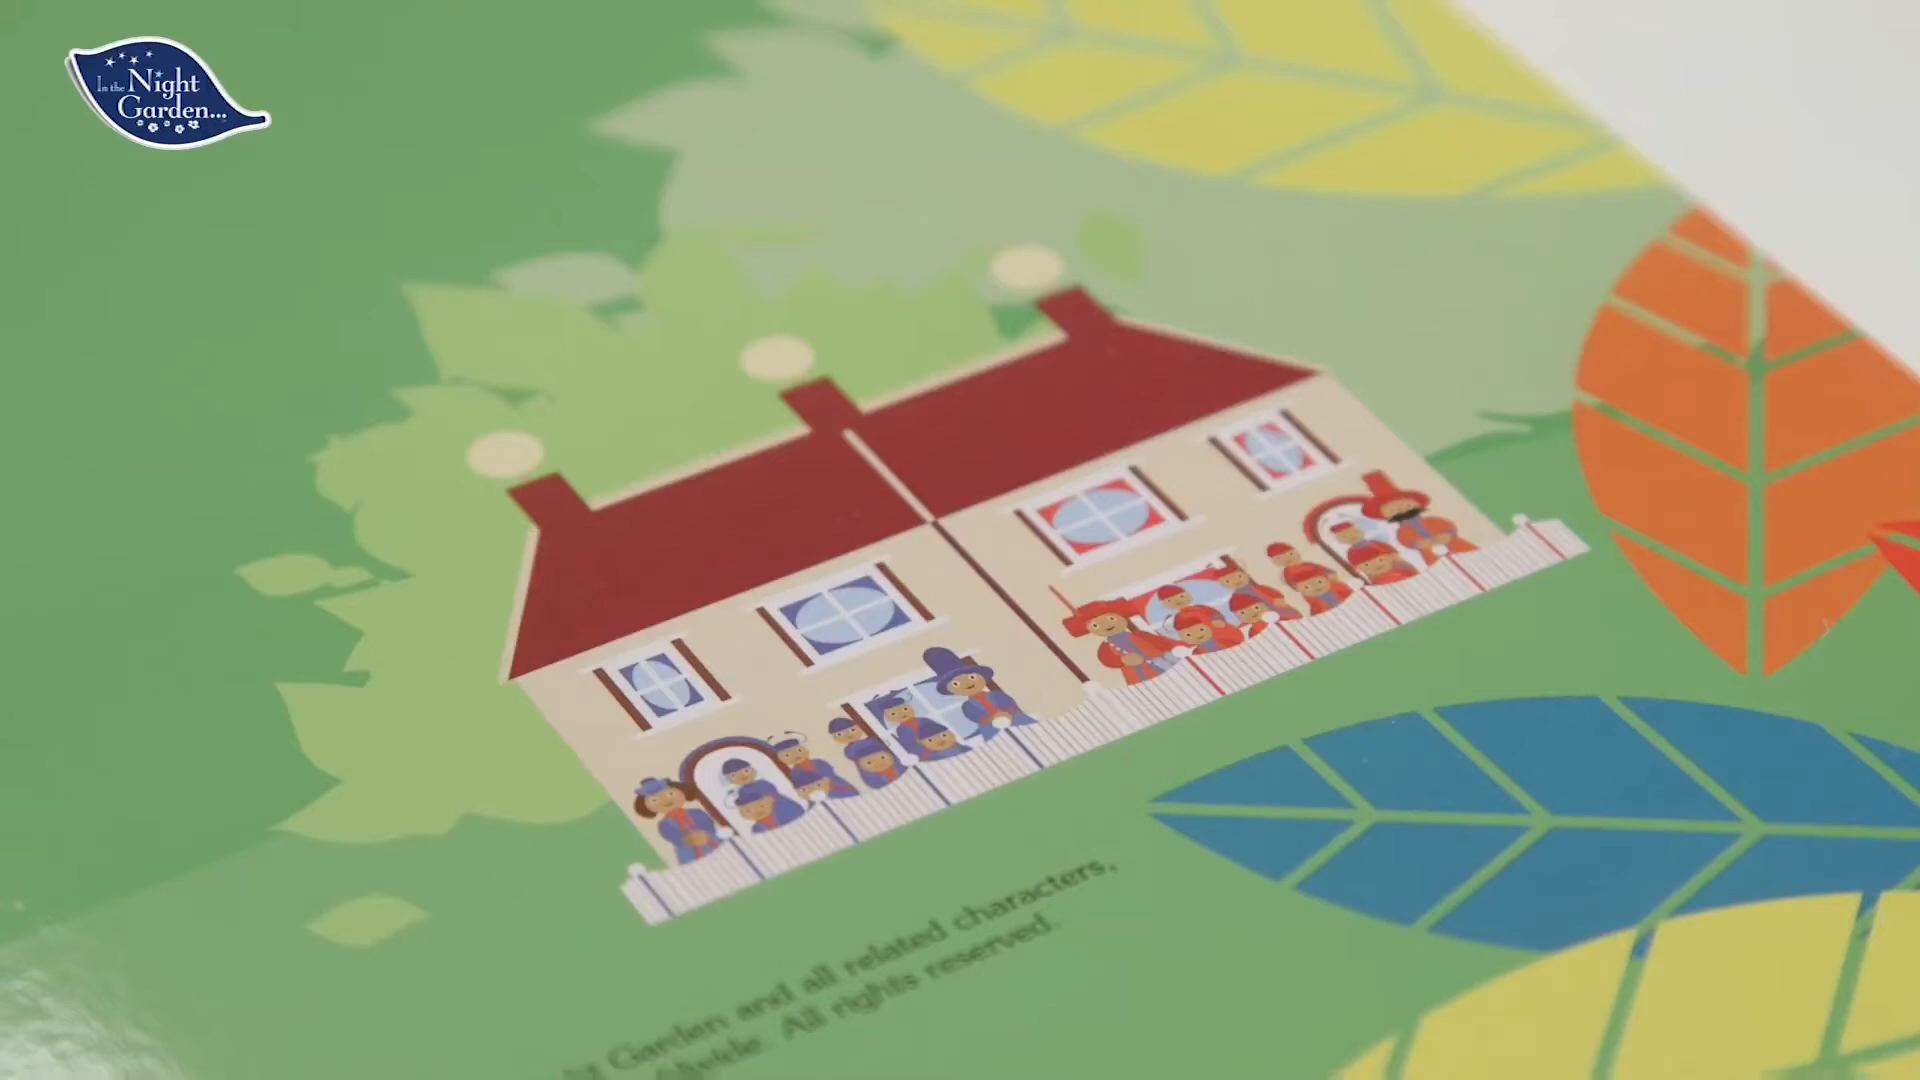 In the Night
Garden...
Garden and all related characters,
All rights reserved.